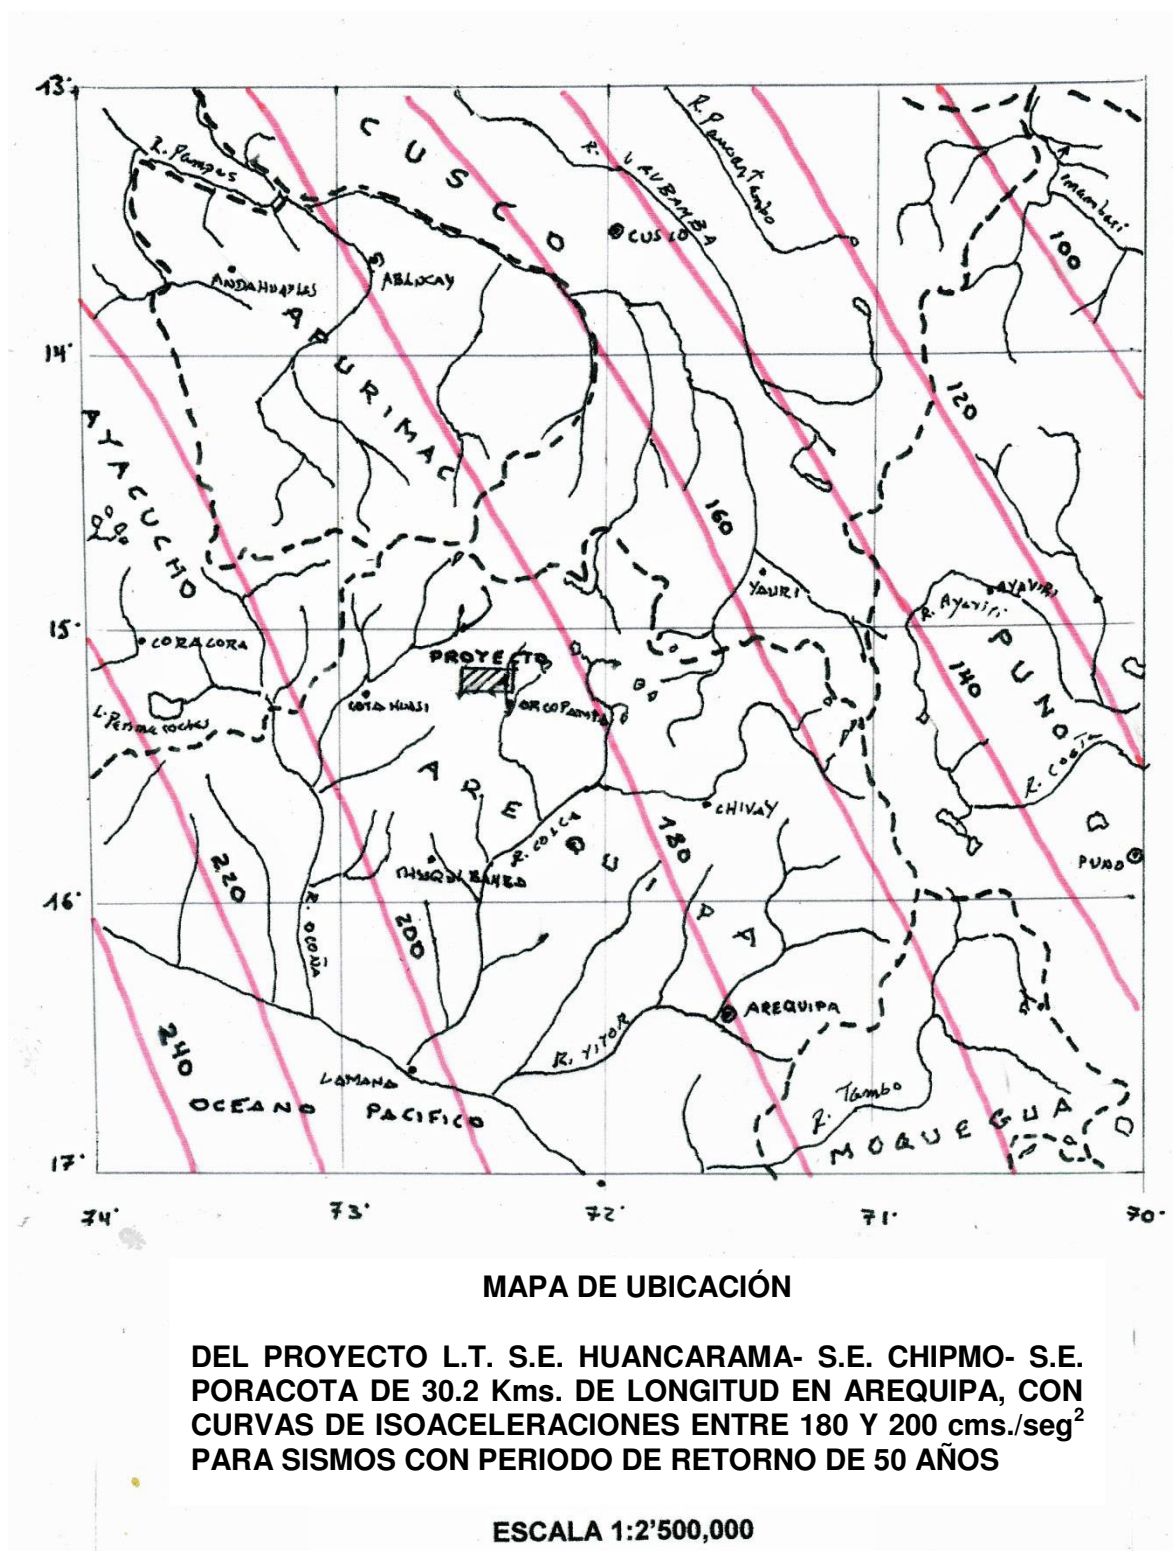 13°
CUSCO
R. Pampas
R. URUBAMBA
R. Paucartambo
Inambari
CUSCO
100
ANDAHUAYLAS
ABANCAY
14°
APURIMAC
120
AYACUCHO
160
YAURI
AYAVIRI
R. Ayaviri
15°
CORACORA
PROYECTO
PUNO
140
COTAHUASI
ORCOPAMPA
AREQUIPA
R. Coata
CHIVAY
180
R. COLCA
PUNO
220
16°
R. OCOÑA
200
AREQUIPA
R. VITOR
240
CAMANA
R. Tambo
OCEANO PACIFICO
MOQUEGUA
17°
74° 73° 72° 71° 70°
MAPA DE UBICACIÓN
DEL PROYECTO L.T. S.E. HUANCARAMA- S.E. CHIPMO- S.E.
PORACOTA DE 30.2 Kms. DE LONGITUD EN AREQUIPA, CON
CURVAS DE ISOACELERACIONES ENTRE 180 Y 200 cms./seg²
PARA SISMOS CON PERIODO DE RETORNO DE 50 AÑOS
ESCALA 1:2'500,000